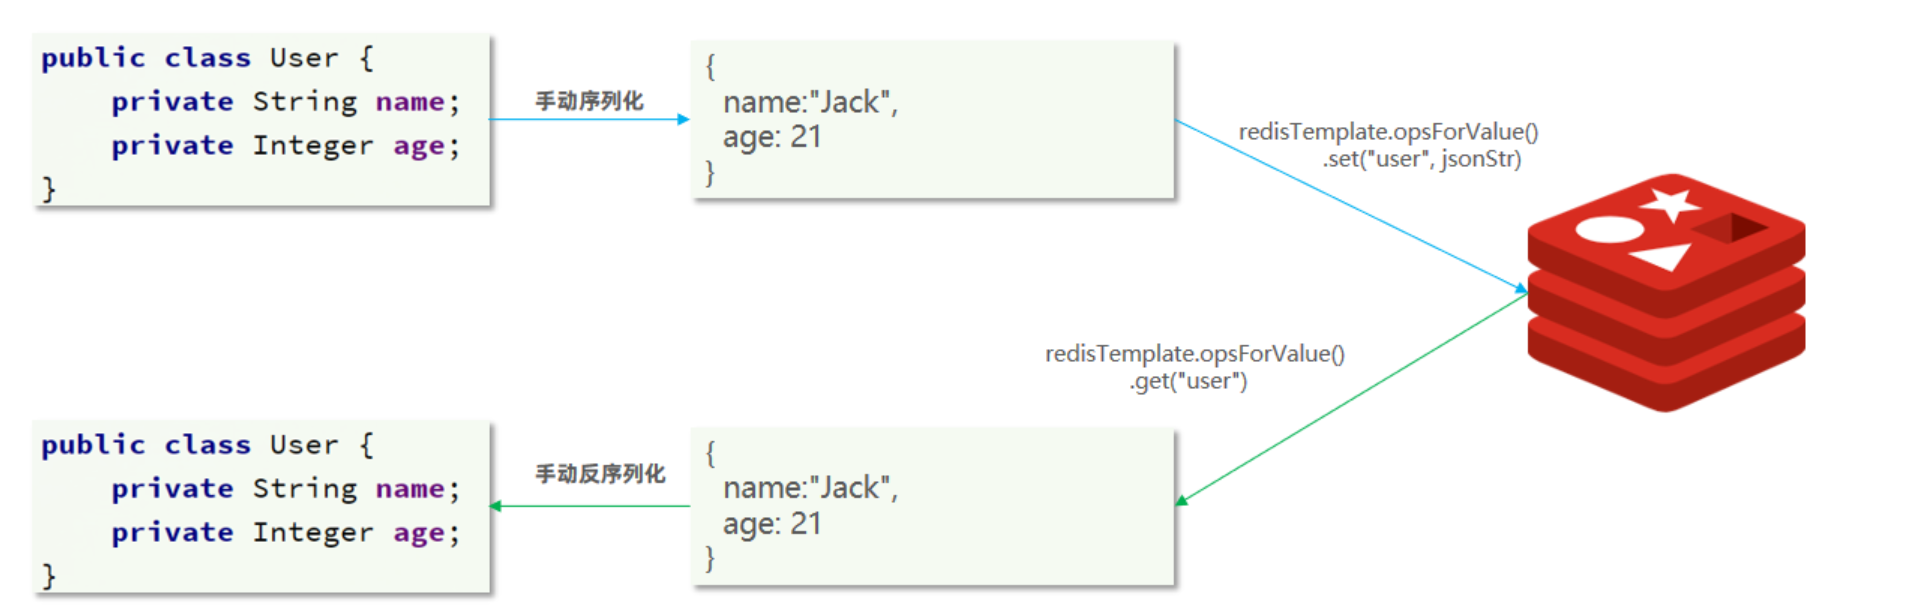 public class User {
    private String name;
    private Integer age;
}
手动序列化
{
  name:"Jack",
  age: 21
}
redisTemplate.opsForValue()
.set("user", jsonStr)
redisTemplate.opsForValue()
.get("user")
public class User {
    private String name;
    private Integer age;
}
手动反序列化
{
  name:"Jack",
  age: 21
}